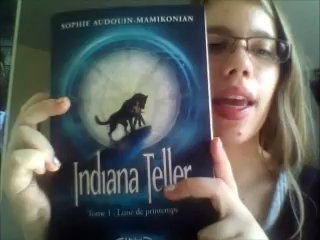 SOPHIE AUDOUIN-MAMIKONIAN
Indiana Teller
Tome 1 : Lune de printemps